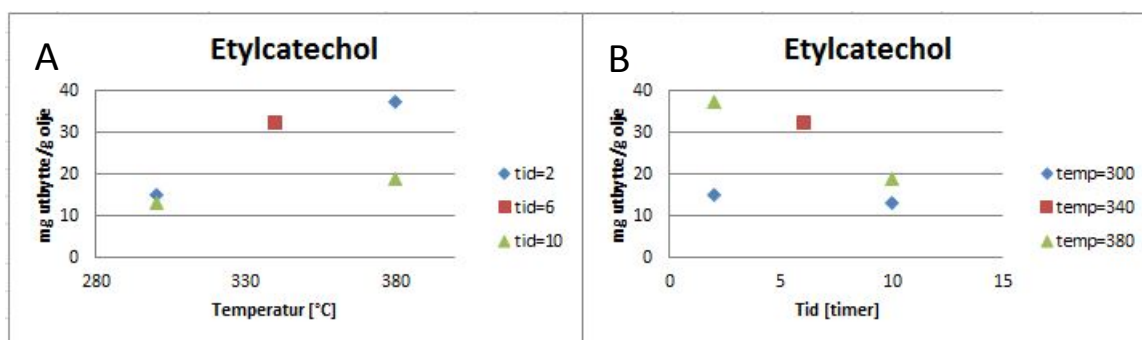 A
Etylcatechol
mg utbytte/g olje
40
30
20
10
0
280 330 380
Temperatur [°C]
tid=2
tid=6
tid=10
B
Etylcatechol
mg utbytte/g olje
40
30
20
10
0
0 5 10 15
Tid [timer]
temp=300
temp=340
temp=380